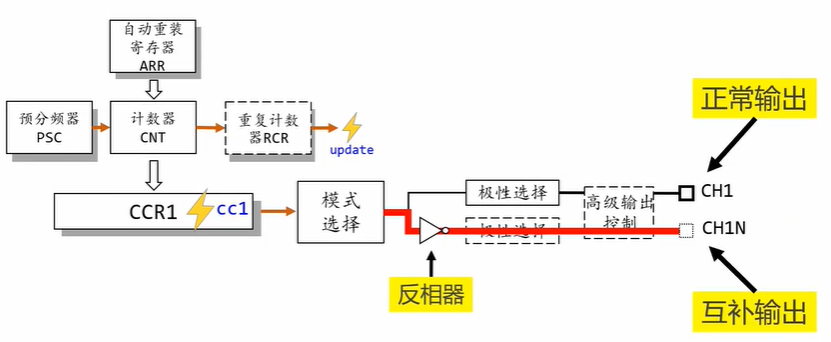 自动重装
寄存器
ARR
正常输出
预分频器
PSC
计数器
CNT
重复计数
器RCR
update
CCR1
cc1
模式
选择
极性选择
高级输出
控制
CH1
极性选择
CH1N
反相器
互补输出